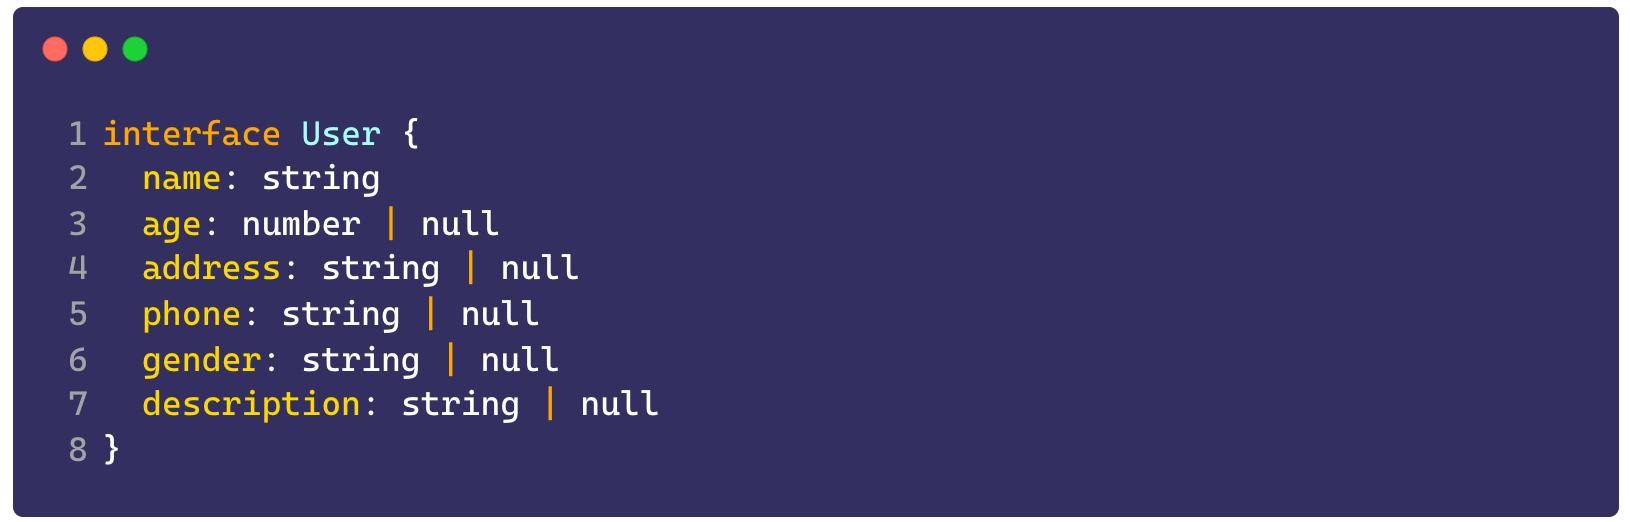 1 interface User {
2   name: string
3   age: number | null
4   address: string | null
5   phone: string | null
6   gender: string | null
7   description: string | null
8 }